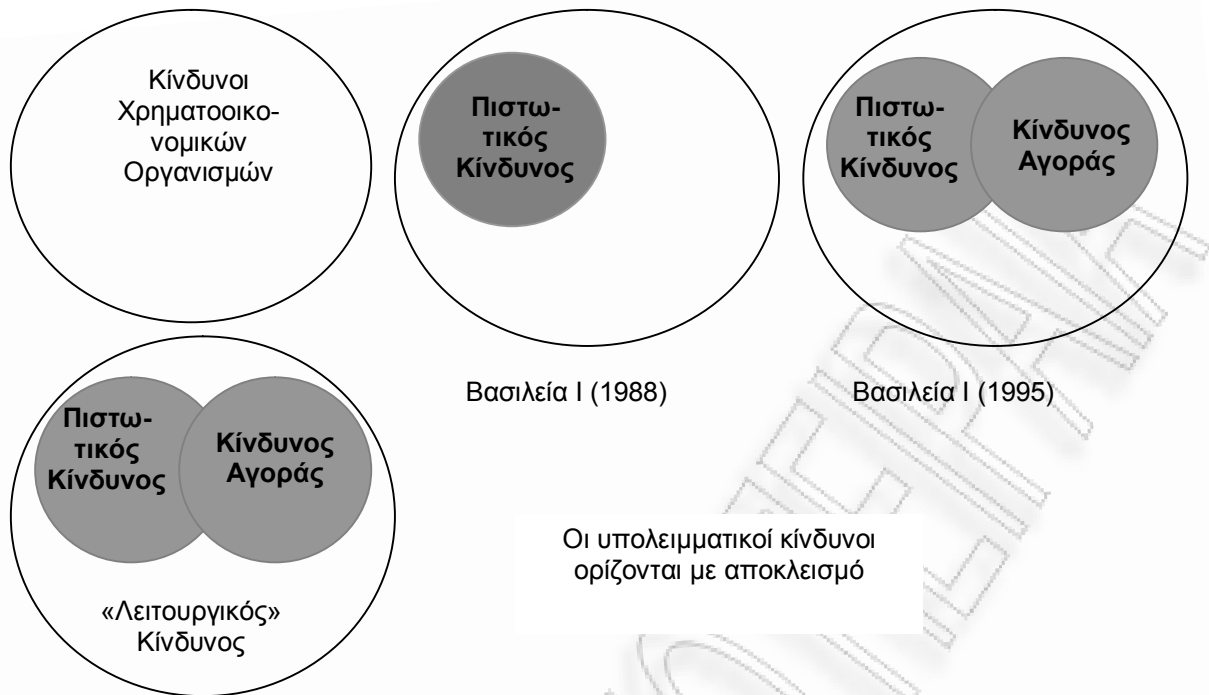 Κίνδυνοι
Χρηματοοικο-
νομικών
Οργανισμών
Πιστω-
τικός
Κίνδυνος
Πιστω-
τικός
Κίνδυνος
Κίνδυνος
Αγοράς
Βασιλεία Ι (1988)
Βασιλεία Ι (1995)
Πιστω-
τικός
Κίνδυνος
Κίνδυνος
Αγοράς
«Λειτουργικός»
Κίνδυνος
Οι υπολειμματικοί κίνδυνοι
ορίζονται με αποκλεισμό